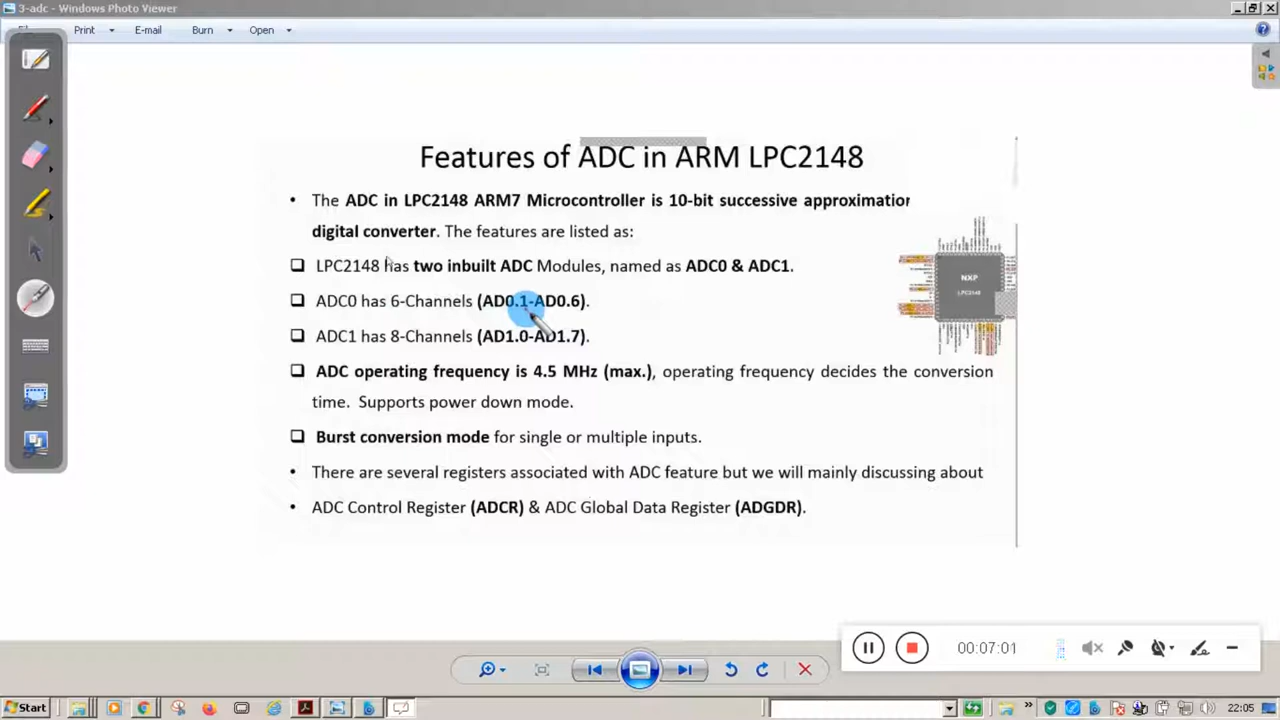 3-adc - Windows Photo Viewer
Print E-mail Burn Open
Features of ADC in ARM LPC2148
• The ADC in LPC2148 ARM7 Microcontroller is 10-bit successive approximation
digital converter. The features are listed as:
❑ LPC2148 has two inbuilt ADC Modules, named as ADC0 & ADC1.
❑ ADC0 has 6-Channels (AD0.1-AD0.6).
❑ ADC1 has 8-Channels (AD1.0-AD1.7).
❑ ADC operating frequency is 4.5 MHz (max.), operating frequency decides the conversion
time. Supports power down mode.
❑ Burst conversion mode for single or multiple inputs.
• There are several registers associated with ADC feature but we will mainly discussing about
• ADC Control Register (ADCR) & ADC Global Data Register (ADGDR).
NXP
LPC2148
00:07:01
Start
22:05